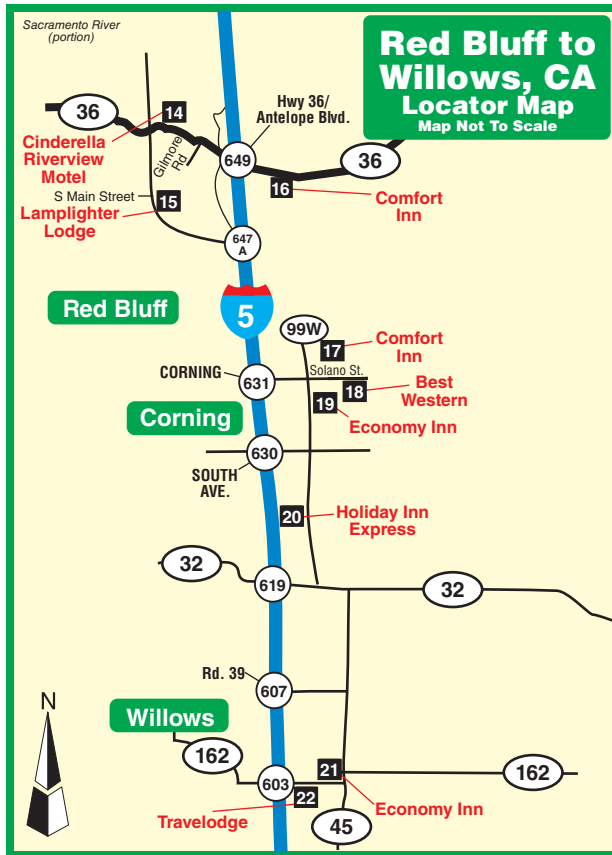 Sacramento River
(portion)
Red Bluff to
Willows, CA
Locator Map
Map Not To Scale
36
14
Hwy 36/
Antelope Blvd.
Cinderella
Riverview
Motel
Gilmore
Rd
649
36
16
Comfort
Inn
S Main Street
15
Lamplighter
Lodge
647
A
Red Bluff
5
99W
17
Comfort
Inn
CORNING
631
Solano St.
18
Best
Western
19
Economy Inn
Corning
630
SOUTH
AVE.
20
Holiday Inn
Express
32
619
32
Rd. 39
607
N
Willows
162
603
21
162
22
Economy Inn
Travelodge
45